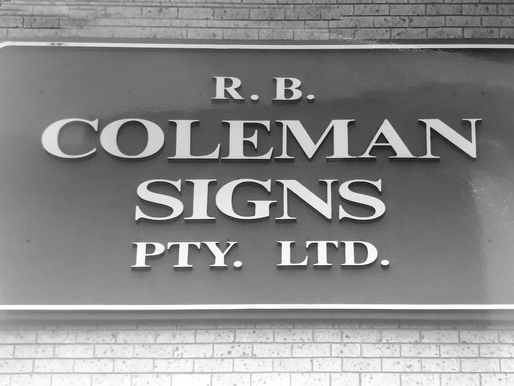 R. B.
COLEMAN
SIGNS
PTY. LTD.